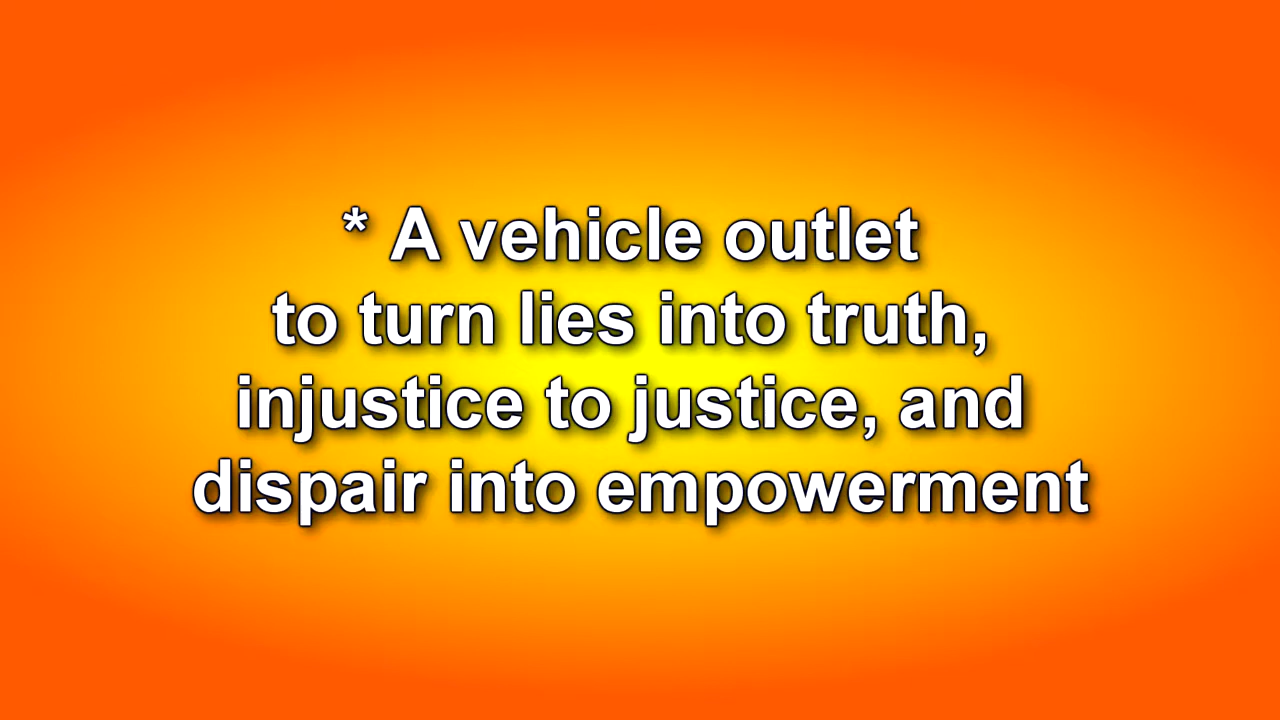 * A vehicle outlet
to turn lies into truth,
injustice to justice, and
dispair into empowerment